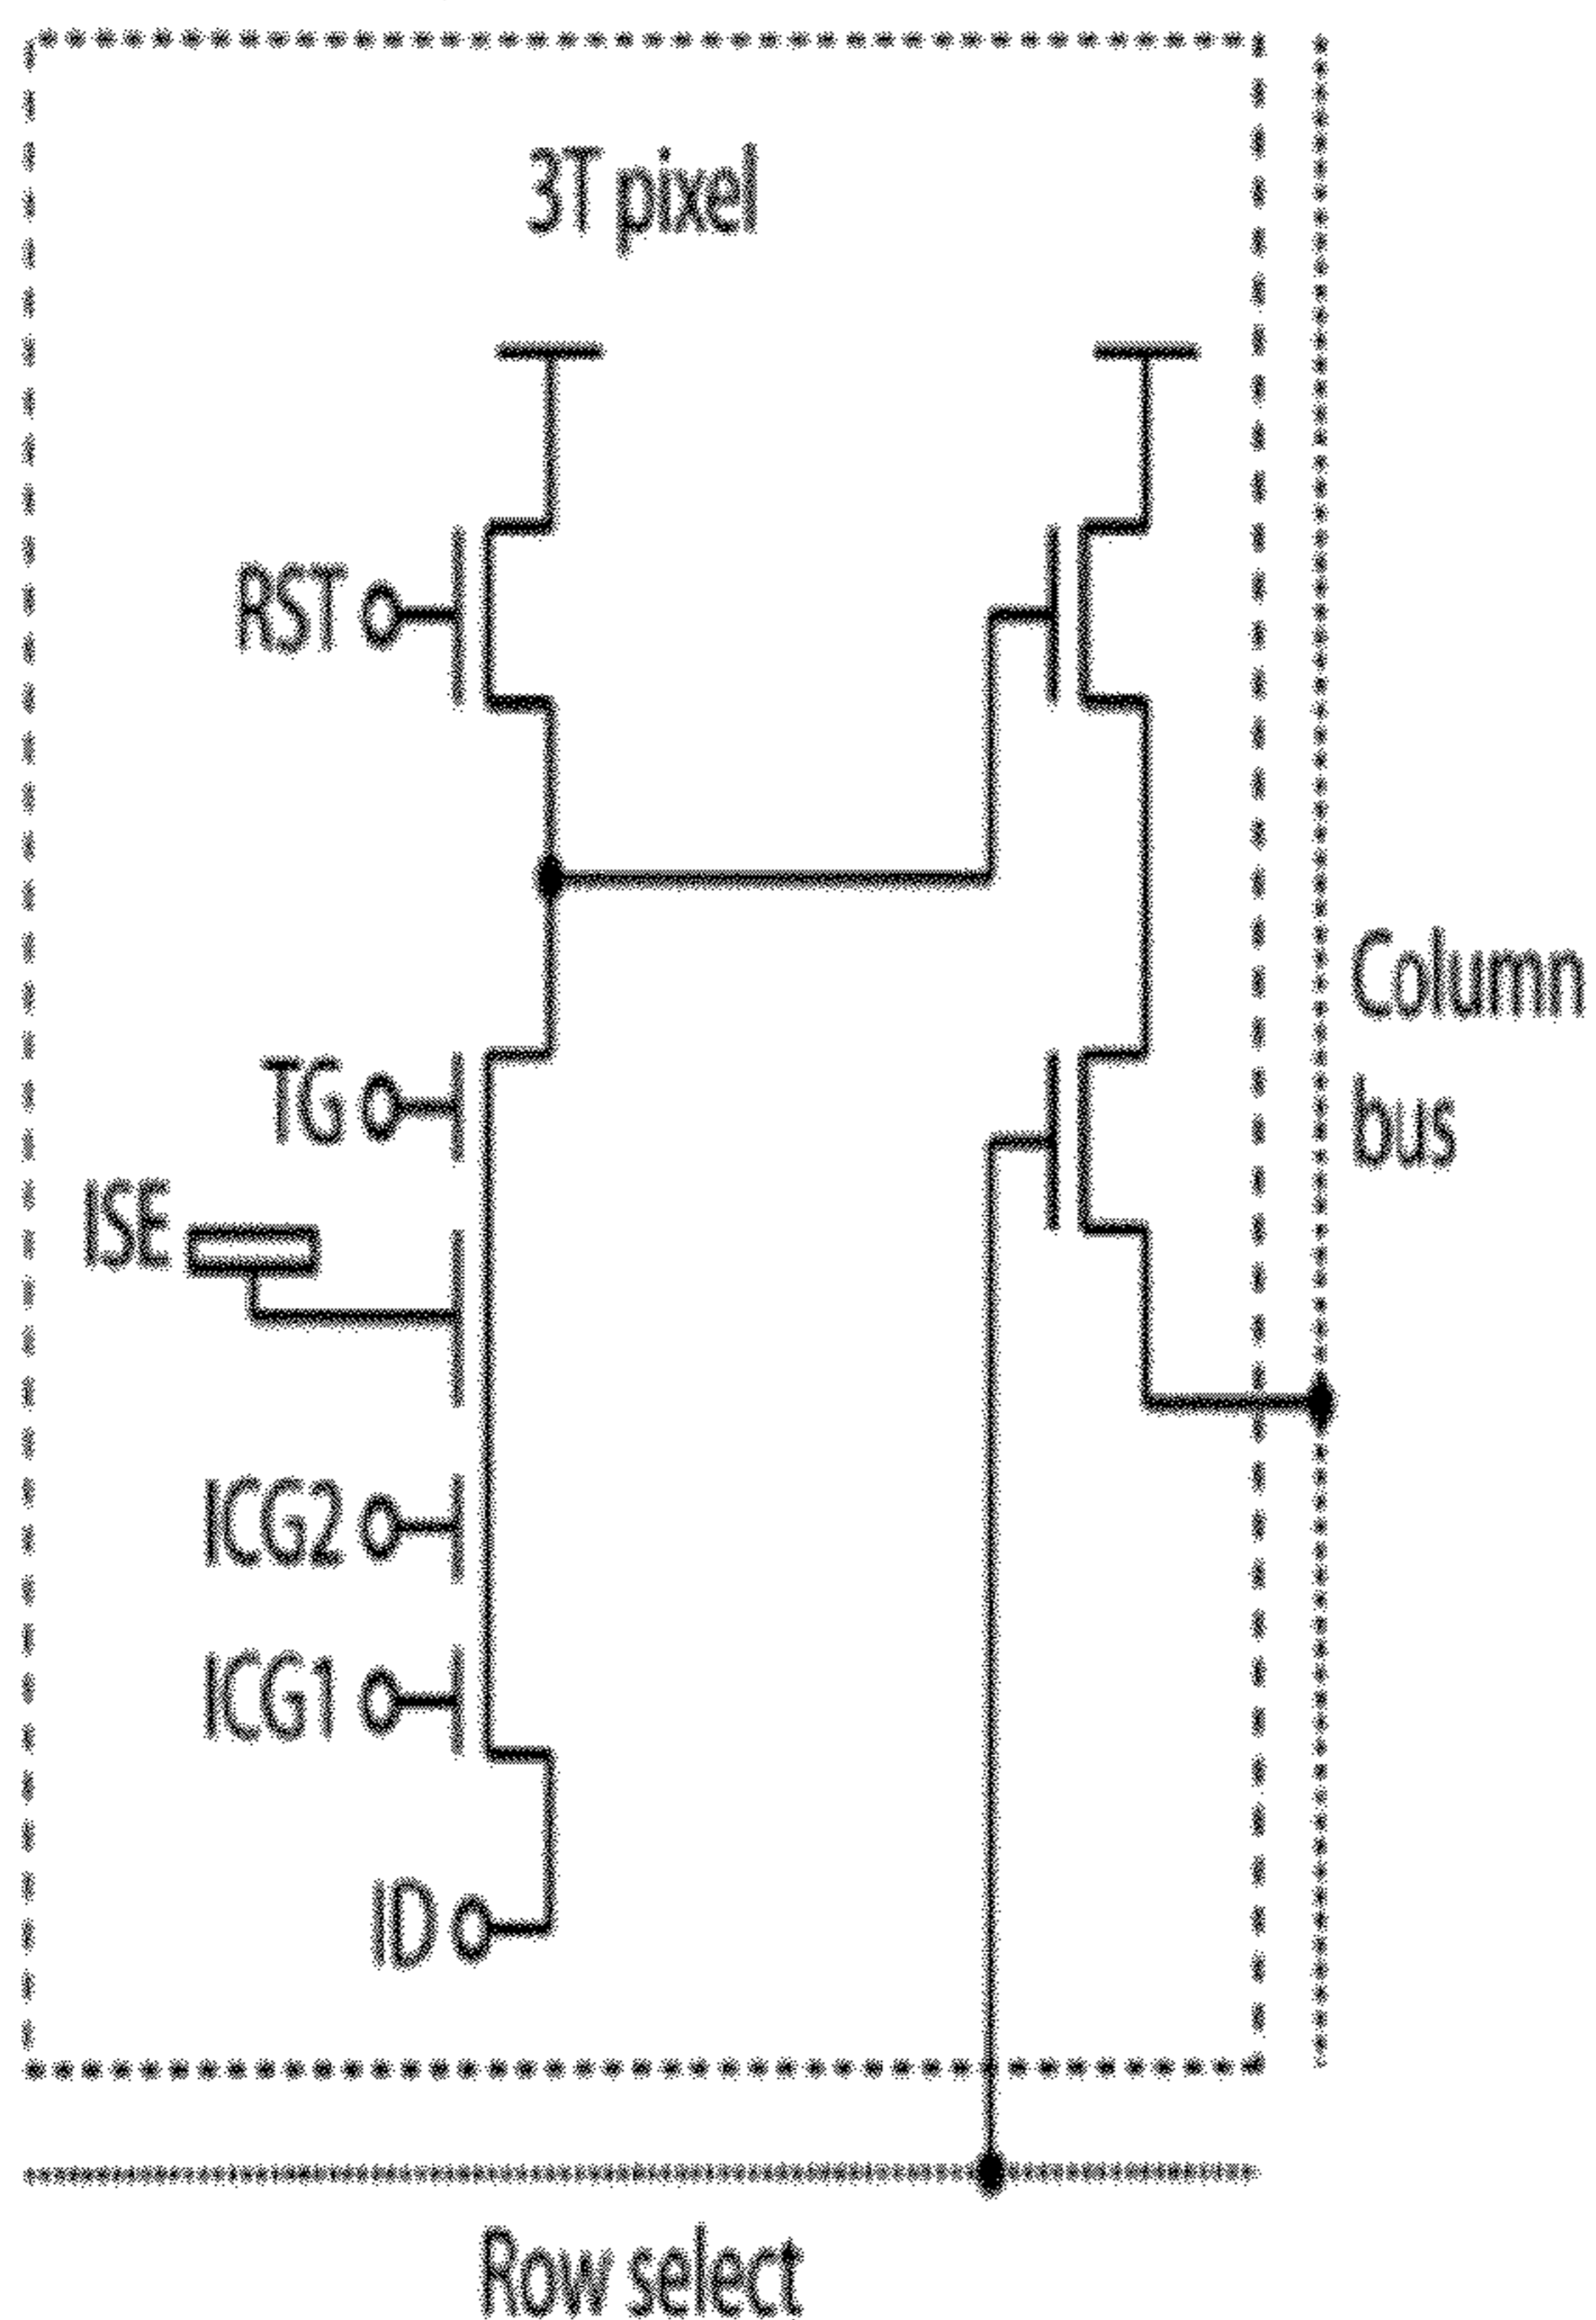 3T pixel
RST
Column
bus
TG
ISE
ICG2
ICG1
ID
Row select